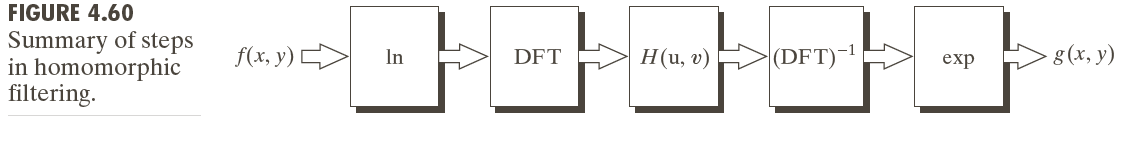 FIGURE 4.60
Summary of steps
in homomorphic
filtering.
f(x, y) ln DFT H(u, v) (DFT)⁻¹ exp g(x, y)